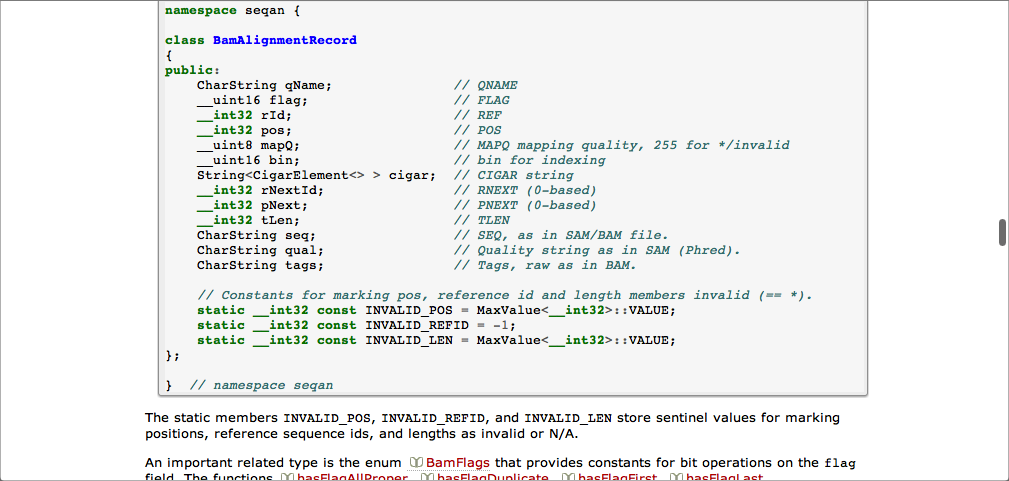 namespace seqan {
class BamAlignmentRecord
{
public:
CharString qName; // QNAME
__uint16 flag; // FLAG
__int32 rId; // REF
__int32 pos; // POS
__uint8 mapQ; // MAPQ mapping quality, 255 for */invalid
__uint16 bin; // bin for indexing
String<CigarElement<> > cigar; // CIGAR string
__int32 rNextId; // RNEXT (0-based)
__int32 pNext; // PNEXT (0-based)
__int32 tLen; // TLEN
CharString seq; // SEQ, as in SAM/BAM file.
CharString qual; // Quality string as in SAM (Phred).
CharString tags; // Tags, raw as in BAM.
// Constants for marking pos, reference id and length members invalid (== *).
static __int32 const INVALID_POS = MaxValue<__int32>::VALUE;
static __int32 const INVALID_REFID = -1;
static __int32 const INVALID_LEN = MaxValue<__int32>::VALUE;
};
} // namespace seqan
The static members INVALID_POS, INVALID_REFID, and INVALID_LEN store sentinel values for marking
positions, reference sequence ids, and lengths as invalid or N/A.
An important related type is the enum BamFlags that provides constants for bit operations on the flag
field. The functions hasFlagAllProper, hasFlagDuplicate, hasFlagFirst, hasFlagLast,